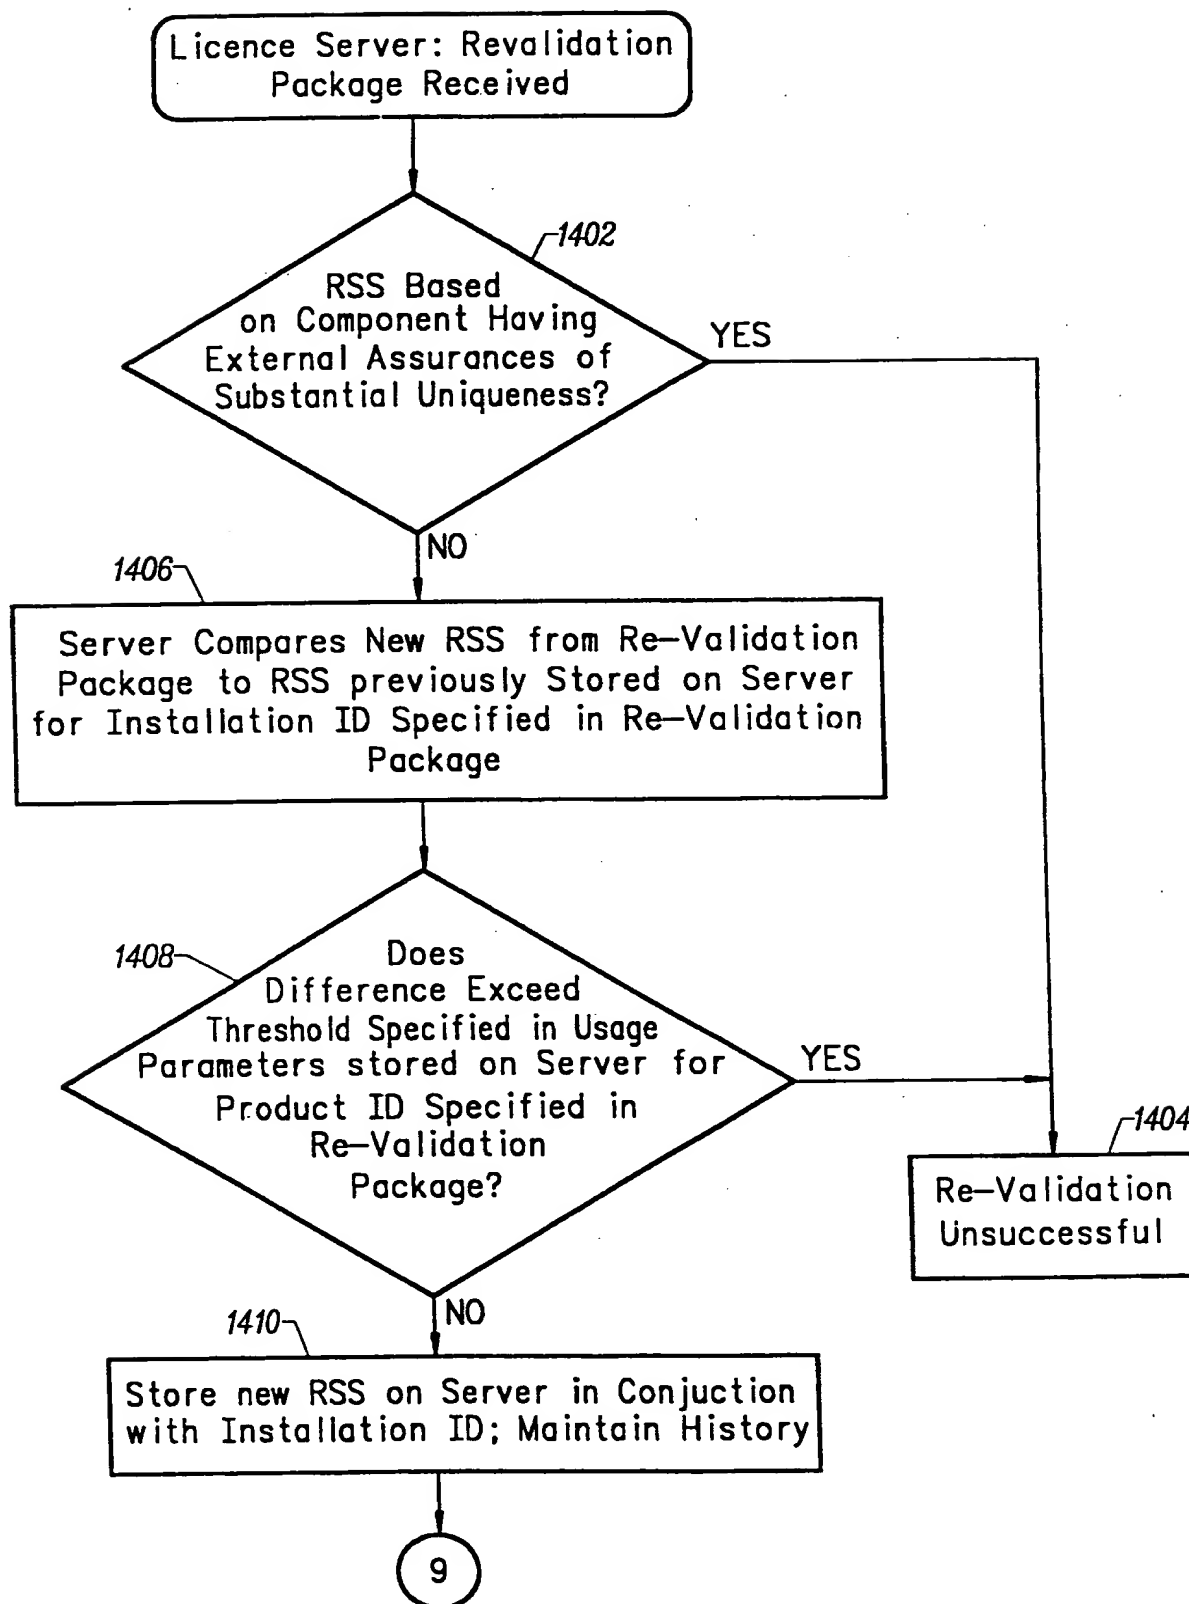 Licence Server: Revalidation
Package Received
1402
RSS Based
on Component Having
External Assurances of
Substantial Uniqueness?
YES
NO
1406
Server Compares New RSS from Re-Validation
Package to RSS previously Stored on Server
for Installation ID Specified in Re-Validation
Package
1408
Does
Difference Exceed
Threshold Specified in Usage
Parameters stored on Server for
Product ID Specified in
Re-Validation
Package?
YES
1404
Re-Validation
Unsuccessful
NO
1410
Store new RSS on Server in Conjuction
with Installation ID; Maintain History
9